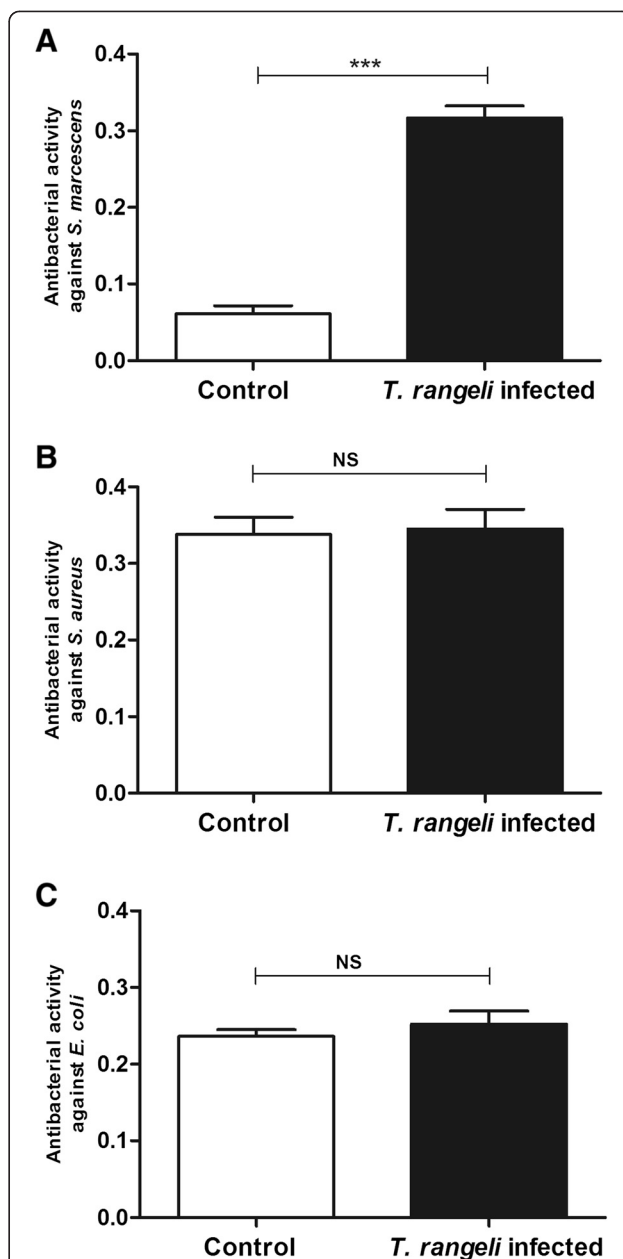 A
Antibacterial activity
against S. marcescens
0.4
0.3
0.2
0.1
0.0
***
Control
T. rangeli infected
B
Antibacterial activity
against S. aureus
0.4
0.3
0.2
0.1
0.0
NS
Control
T. rangeli infected
C
Antibacterial activity
against E. coli
0.4
0.3
0.2
0.1
0.0
NS
Control
T. rangeli infected